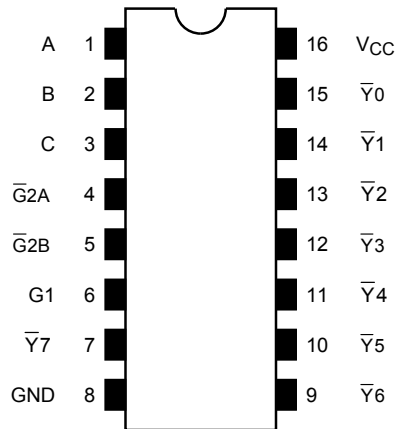 A 1 16 V_CC
B 2 15 Y̅0
C 3 14 Y̅1
G̅2A 4 13 Y̅2
G̅2B 5 12 Y̅3
G1 6 11 Y̅4
Y̅7 7 10 Y̅5
GND 8 9 Y̅6